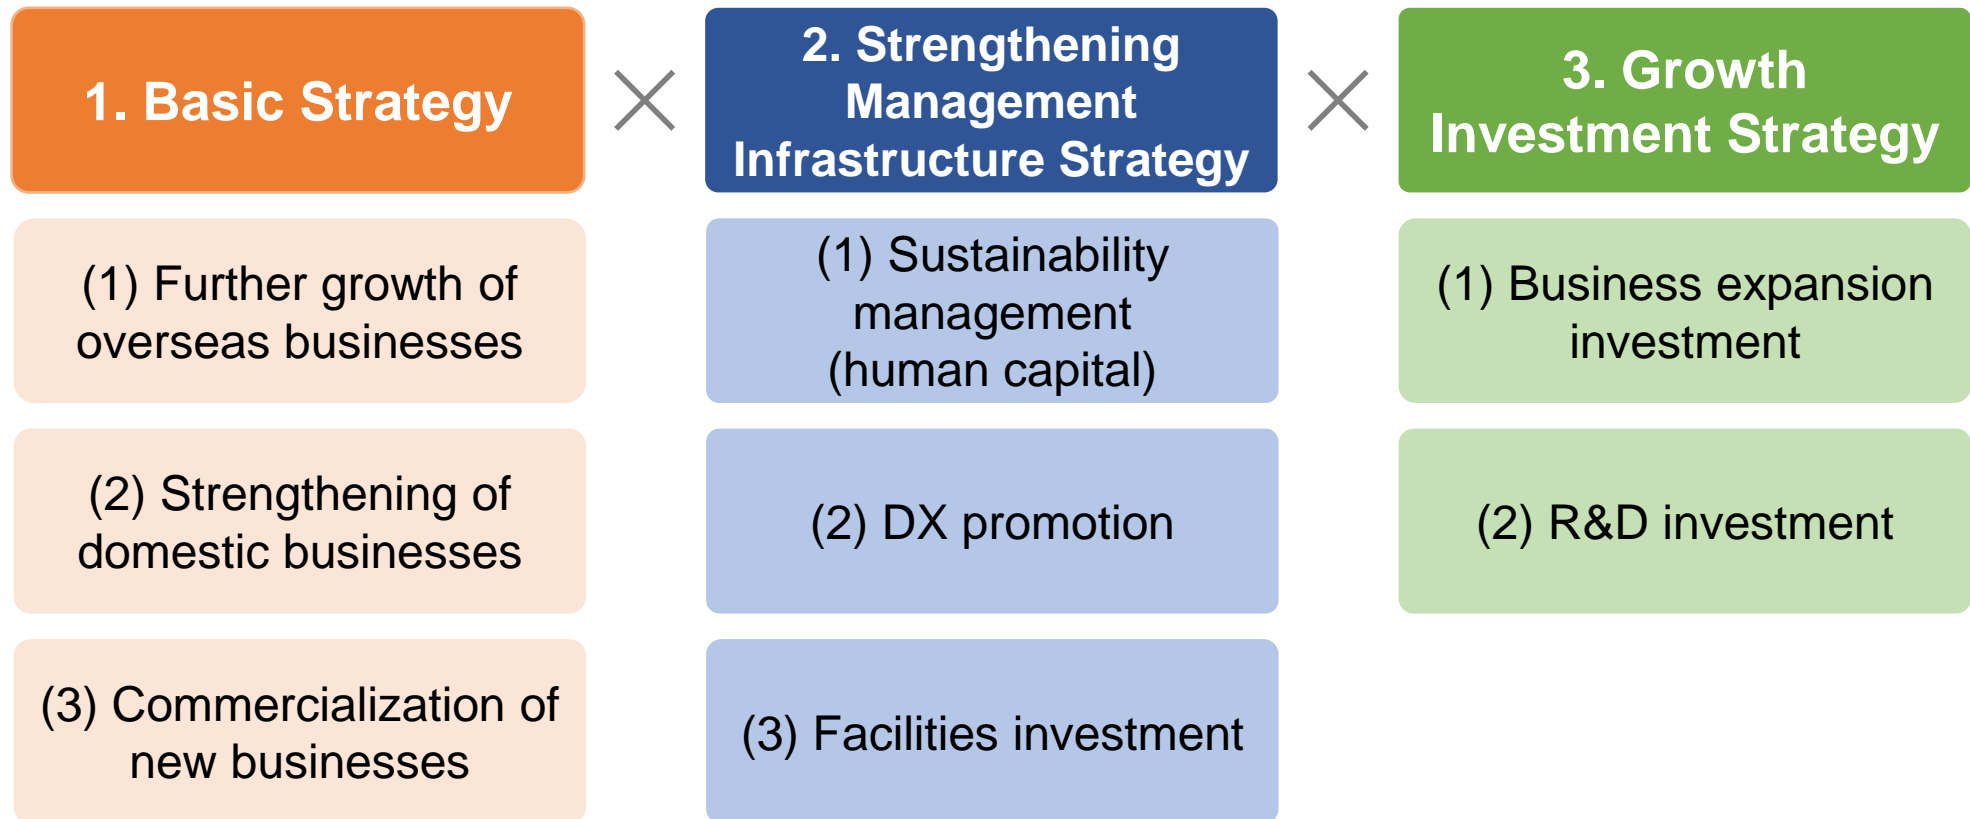 1. Basic Strategy
2. Strengthening
Management
Infrastructure Strategy
3. Growth
Investment Strategy
(1) Further growth of
overseas businesses
(2) Strengthening of
domestic businesses
(3) Commercialization of
new businesses
(1) Sustainability
management
(human capital)
(2) DX promotion
(3) Facilities investment
(1) Business expansion
investment
(2) R&D investment